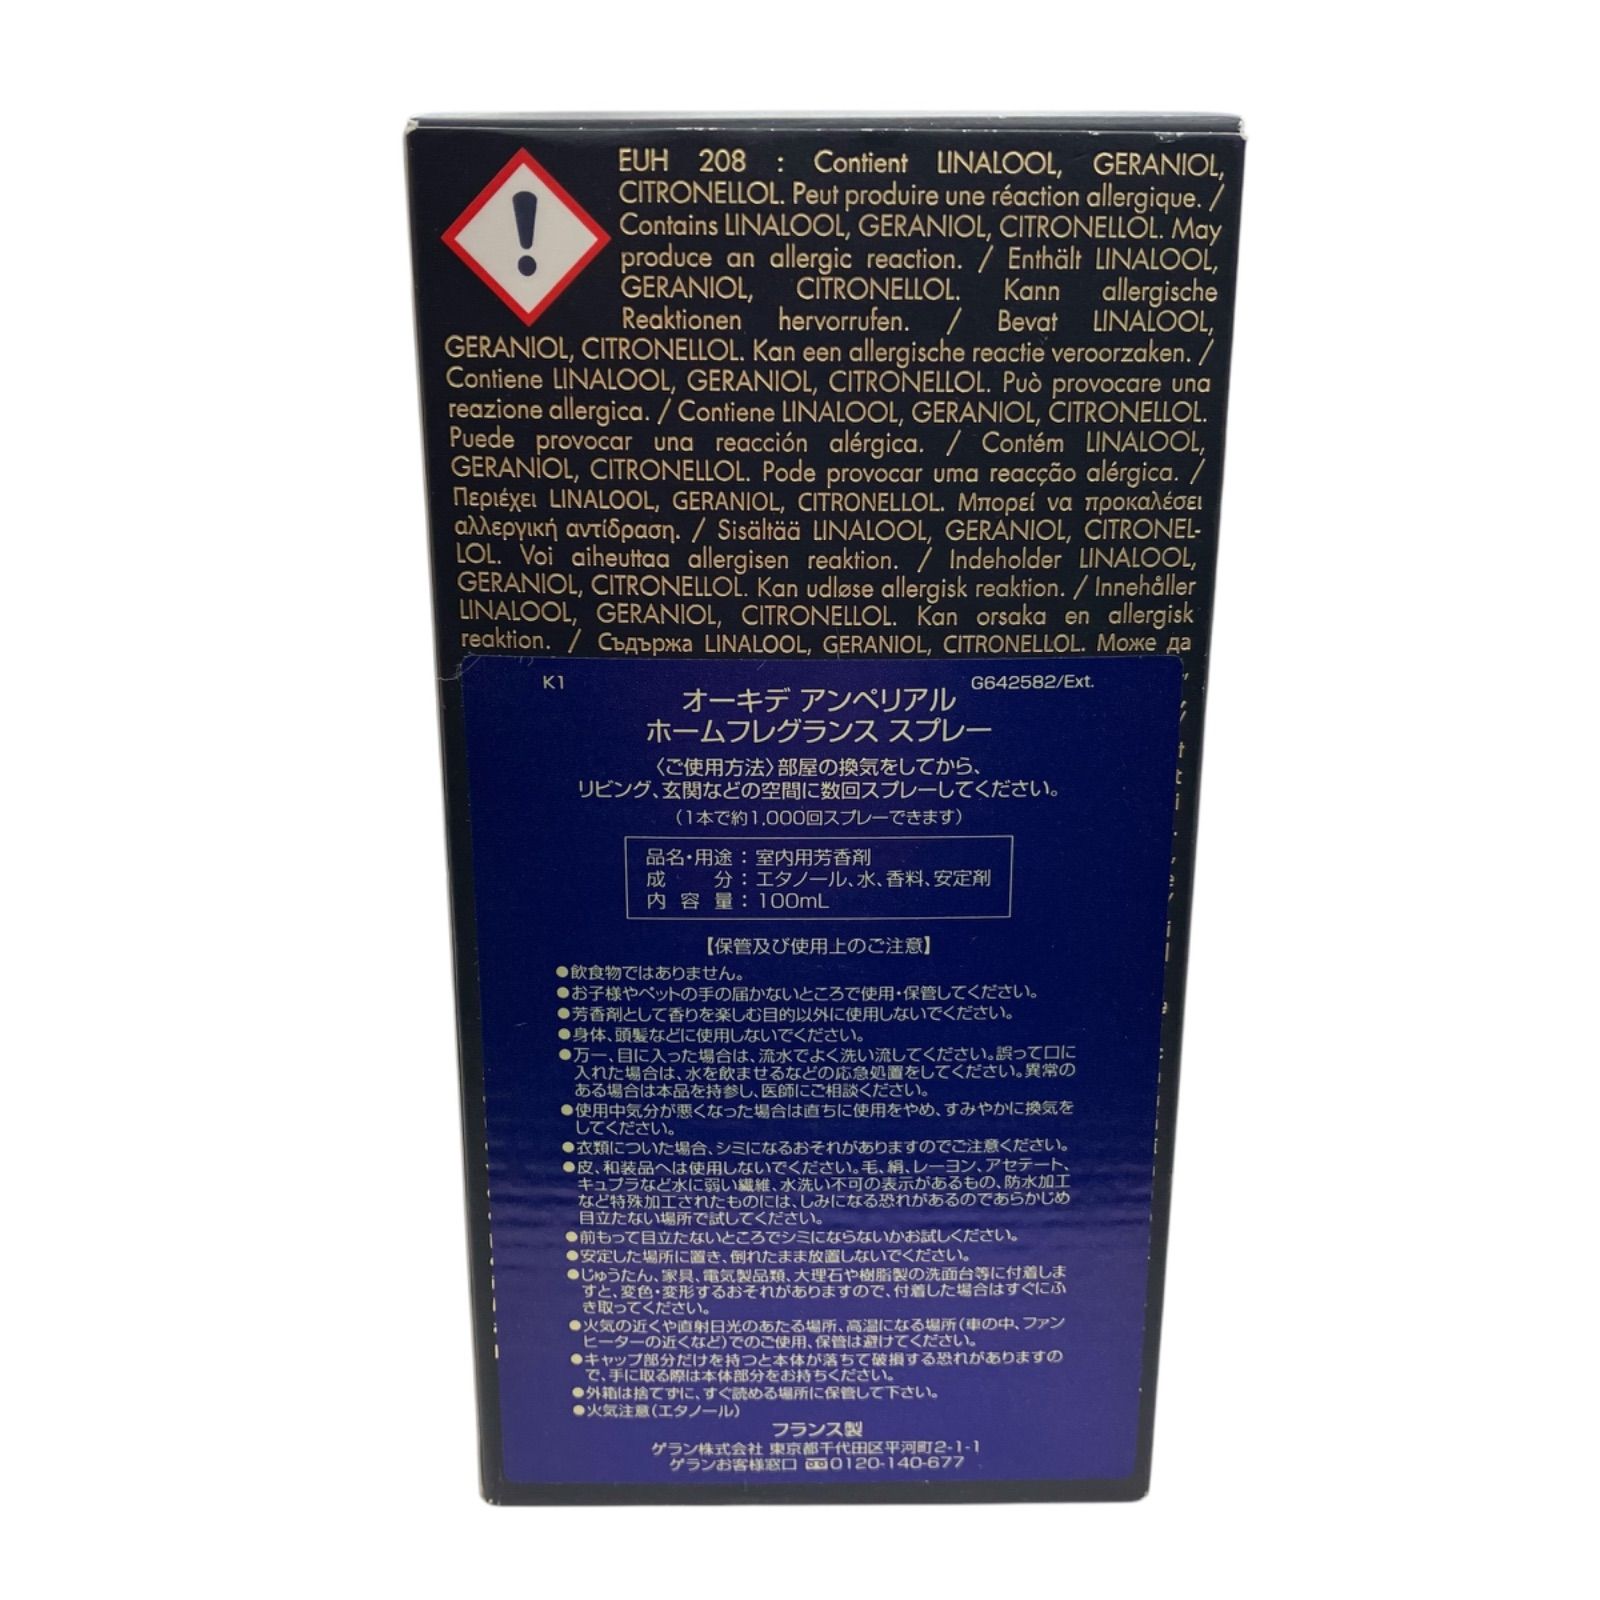 EUH 208 : Contient LINALOOL, GERANIOL,
CITRONELLOL. Peut produire une réaction allergique. /
Contains LINALOOL, GERANIOL, CITRONELLOL. May
produce an allergic reaction. / Enthält LINALOOL,
GERANIOL, CITRONELLOL. Kann allergische
Reaktionen hervorrufen. / Bevat LINALOOL,
GERANIOL, CITRONELLOL. Kan een allergische reactie veroorzaken. /
Contiene LINALOOL, GERANIOL, CITRONELLOL. Può provocare una
reazione allergica. / Contiene LINALOOL, GERANIOL, CITRONELLOL.
Puede provocar una reacción alérgica. / Contém LINALOOL,
GERANIOL, CITRONELLOL. Pode provocar uma reacção alérgica. /
Περιέχει LINALOOL, GERANIOL, CITRONELLOL. Μπορεί να προκαλέσει
αλλεργική αντίδραση. / Sisältää LINALOOL, GERANIOL, CITRONEL-
LOL. Voi aiheuttaa allergisen reaktion. / Indeholder LINALOOL,
GERANIOL, CITRONELLOL. Kan udløse allergisk reaktion. / Innehåller
LINALOOL, GERANIOL, CITRONELLOL. Kan orsaka en allergisk
reaktion. / Съдържа LINALOOL, GERANIOL, CITRONELLOL. Може да
K1 G642582/Ext.
オーキデ アンペリアル
ホームフレグランス スプレー
〈ご使用方法〉部屋の換気をしてから、
リビング、玄関などの空間に数回スプレーしてください。
(1本で約1,000回スプレーできます)
品名・用途：室内用芳香剤
成 分：エタノール、水、香料、安定剤
内 容 量：100mL
【保管及び使用上のご注意】
●飲食物ではありません。
●お子様やペットの手の届かないところで使用・保管してください。
●芳香剤として香りを楽しむ目的以外に使用しないでください。
●身体、頭髪などに使用しないでください。
●万一、目に入った場合は、流水でよく洗い流してください。誤って口に
入れた場合は、水を飲ませるなどの応急処置をしてください。異常の
ある場合は本品を持参し、医師にご相談ください。
●使用中気分が悪くなった場合は直ちに使用をやめ、すみやかに換気を
してください。
●衣類についた場合、シミになるおそれがありますのでご注意ください。
●皮、和装品へは使用しないでください。毛、絹、レーヨン、アセテート、
キュプラなど水に弱い繊維、水洗い不可の表示があるもの、防水加工
など特殊加工されたものには、しみになる恐れがあるのであらかじめ
目立たない場所で試してください。
●前もって目立たないところでシミにならないかお試しください。
●安定した場所に置き、倒れたまま放置しないでください。
●じゅうたん、家具、電気製品類、大理石や樹脂製の洗面台等に付着しま
すと、変色・変形するおそれがありますので、付着した場合はすぐにふ
き取ってください。
●火気の近くや直射日光のあたる場所、高温になる場所(車の中、ファン
ヒーターの近くなど)でのご使用、保管は避けてください。
●キャップ部分だけを持つと本体が落ちて破損する恐れがありますの
で、手に取る際は本体部分をお持ちください。
●外箱は捨てずに、すぐ読める場所に保管して下さい。
●火気注意(エタノール)
フランス製
ゲラン株式会社 東京都千代田区平河町2-1-1
ゲランお客様窓口 0120-140-677